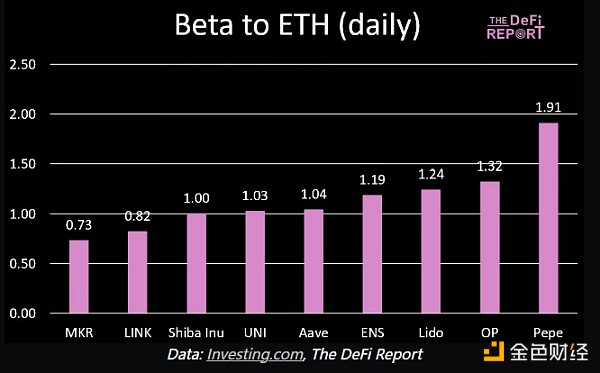 Beta to ETH (daily)
THE DeFi
REPORT
2.50
2.00
1.50
1.00
0.50
0.00
0.73
0.82
1.00
1.03
1.04
1.19
1.24
1.32
1.91
MKR LINK Shiba Inu UNI Aave ENS Lido OP Pepe
Data: Investing.com, The DeFi Report
金色财经